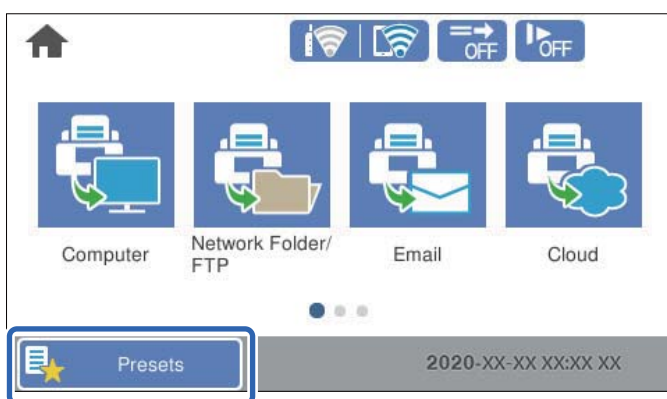 OFF
OFF
Computer
Network Folder/
FTP
Email
Cloud
Presets
2020-XX-XX XX:XX XX